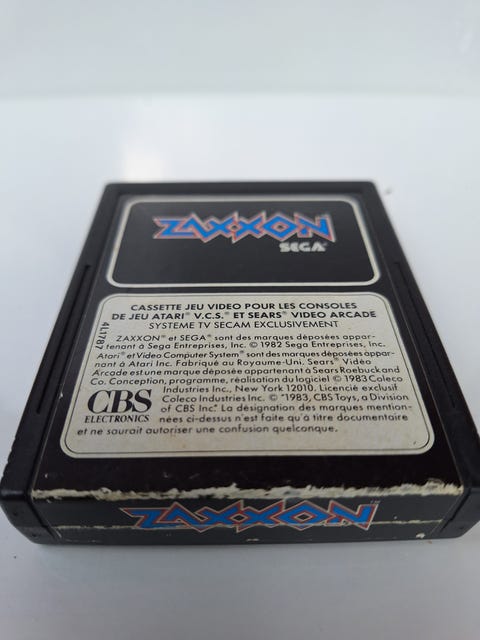 ZAXXON
SEGA®
CASSETTE JEU VIDEO POUR LES CONSOLES
DE JEU ATARI® V.C.S.® ET SEARS® VIDEO ARCADE
SYSTEME TV SECAM EXCLUSIVEMENT
4L1787
ZAXXON® et SEGA® sont des marques déposées appar-
tenant à Sega Entreprises, Inc. © 1982 Sega Entreprises, Inc.
Atari® et Video Computer System® sont des marques déposées appar-
nant à Atari Inc. Fabriqué au Royaume-Uni. Sears® Video
Arcade est une marque dépose appartenant à Sears Roebuck and
Co. Conception, programme, réalisation du logiciel © 1983 Coleco
Industries Inc., New York 12010. Licencié exclusif
Coleco Industries Inc. © "1983, CBS Toys, a Division
of CBS Inc." La désignation des marques mention-
nées ci-dessus n'est faite qu'à titre documentaire
et ne saurait autoriser une confusion quelconque.
CBS
ELECTRONICS
ZAXXON™